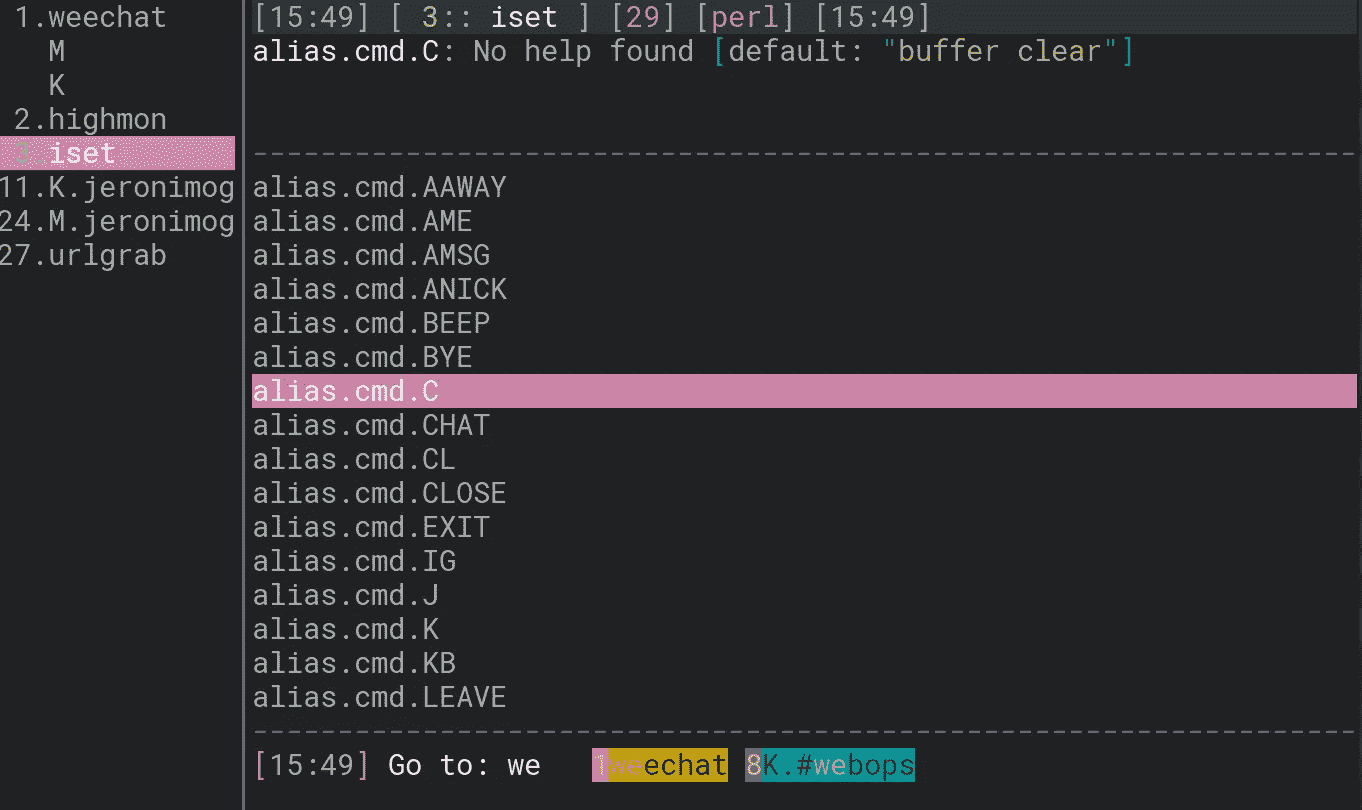 1.weechat
M
K
2.highmon
3.iset
11.K.jeronimog
24.M.jeronimog
27.urlgrab
[15:49] [ 3:: iset ] [29] [perl] [15:49]
alias.cmd.C: No help found [default: "buffer clear"]
alias.cmd.AAWAY
alias.cmd.AME
alias.cmd.AMSG
alias.cmd.ANICK
alias.cmd.BEEP
alias.cmd.BYE
alias.cmd.C
alias.cmd.CHAT
alias.cmd.CL
alias.cmd.CLOSE
alias.cmd.EXIT
alias.cmd.IG
alias.cmd.J
alias.cmd.K
alias.cmd.KB
alias.cmd.LEAVE
[15:49] Go to: we 1weechat 8K.#webops